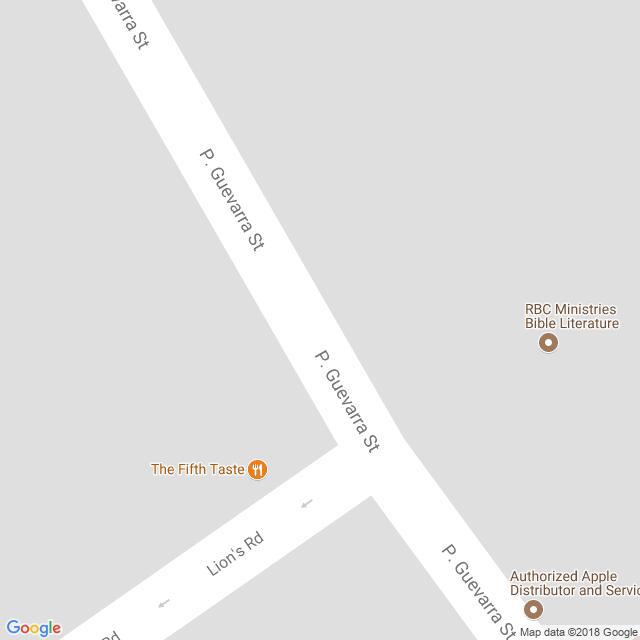 varra St
P. Guevarra St
RBC Ministries
Bible Literature
P. Guevarra St
The Fifth Taste
Lion's Rd
P. Guevarra St
Authorized Apple
Distributor and Servic
Rd
Google
Map data ©2018 Google